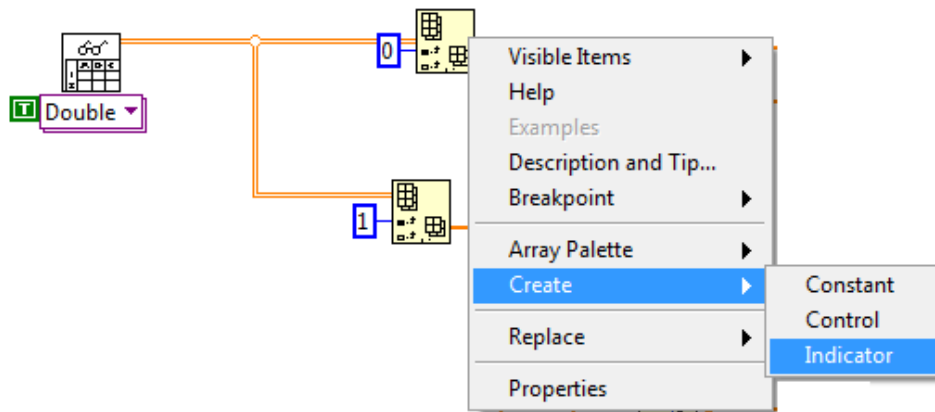 0
T
Double
1
Visible Items
Help
Examples
Description and Tip...
Breakpoint
Array Palette
Create
Replace
Properties
Constant
Control
Indicator